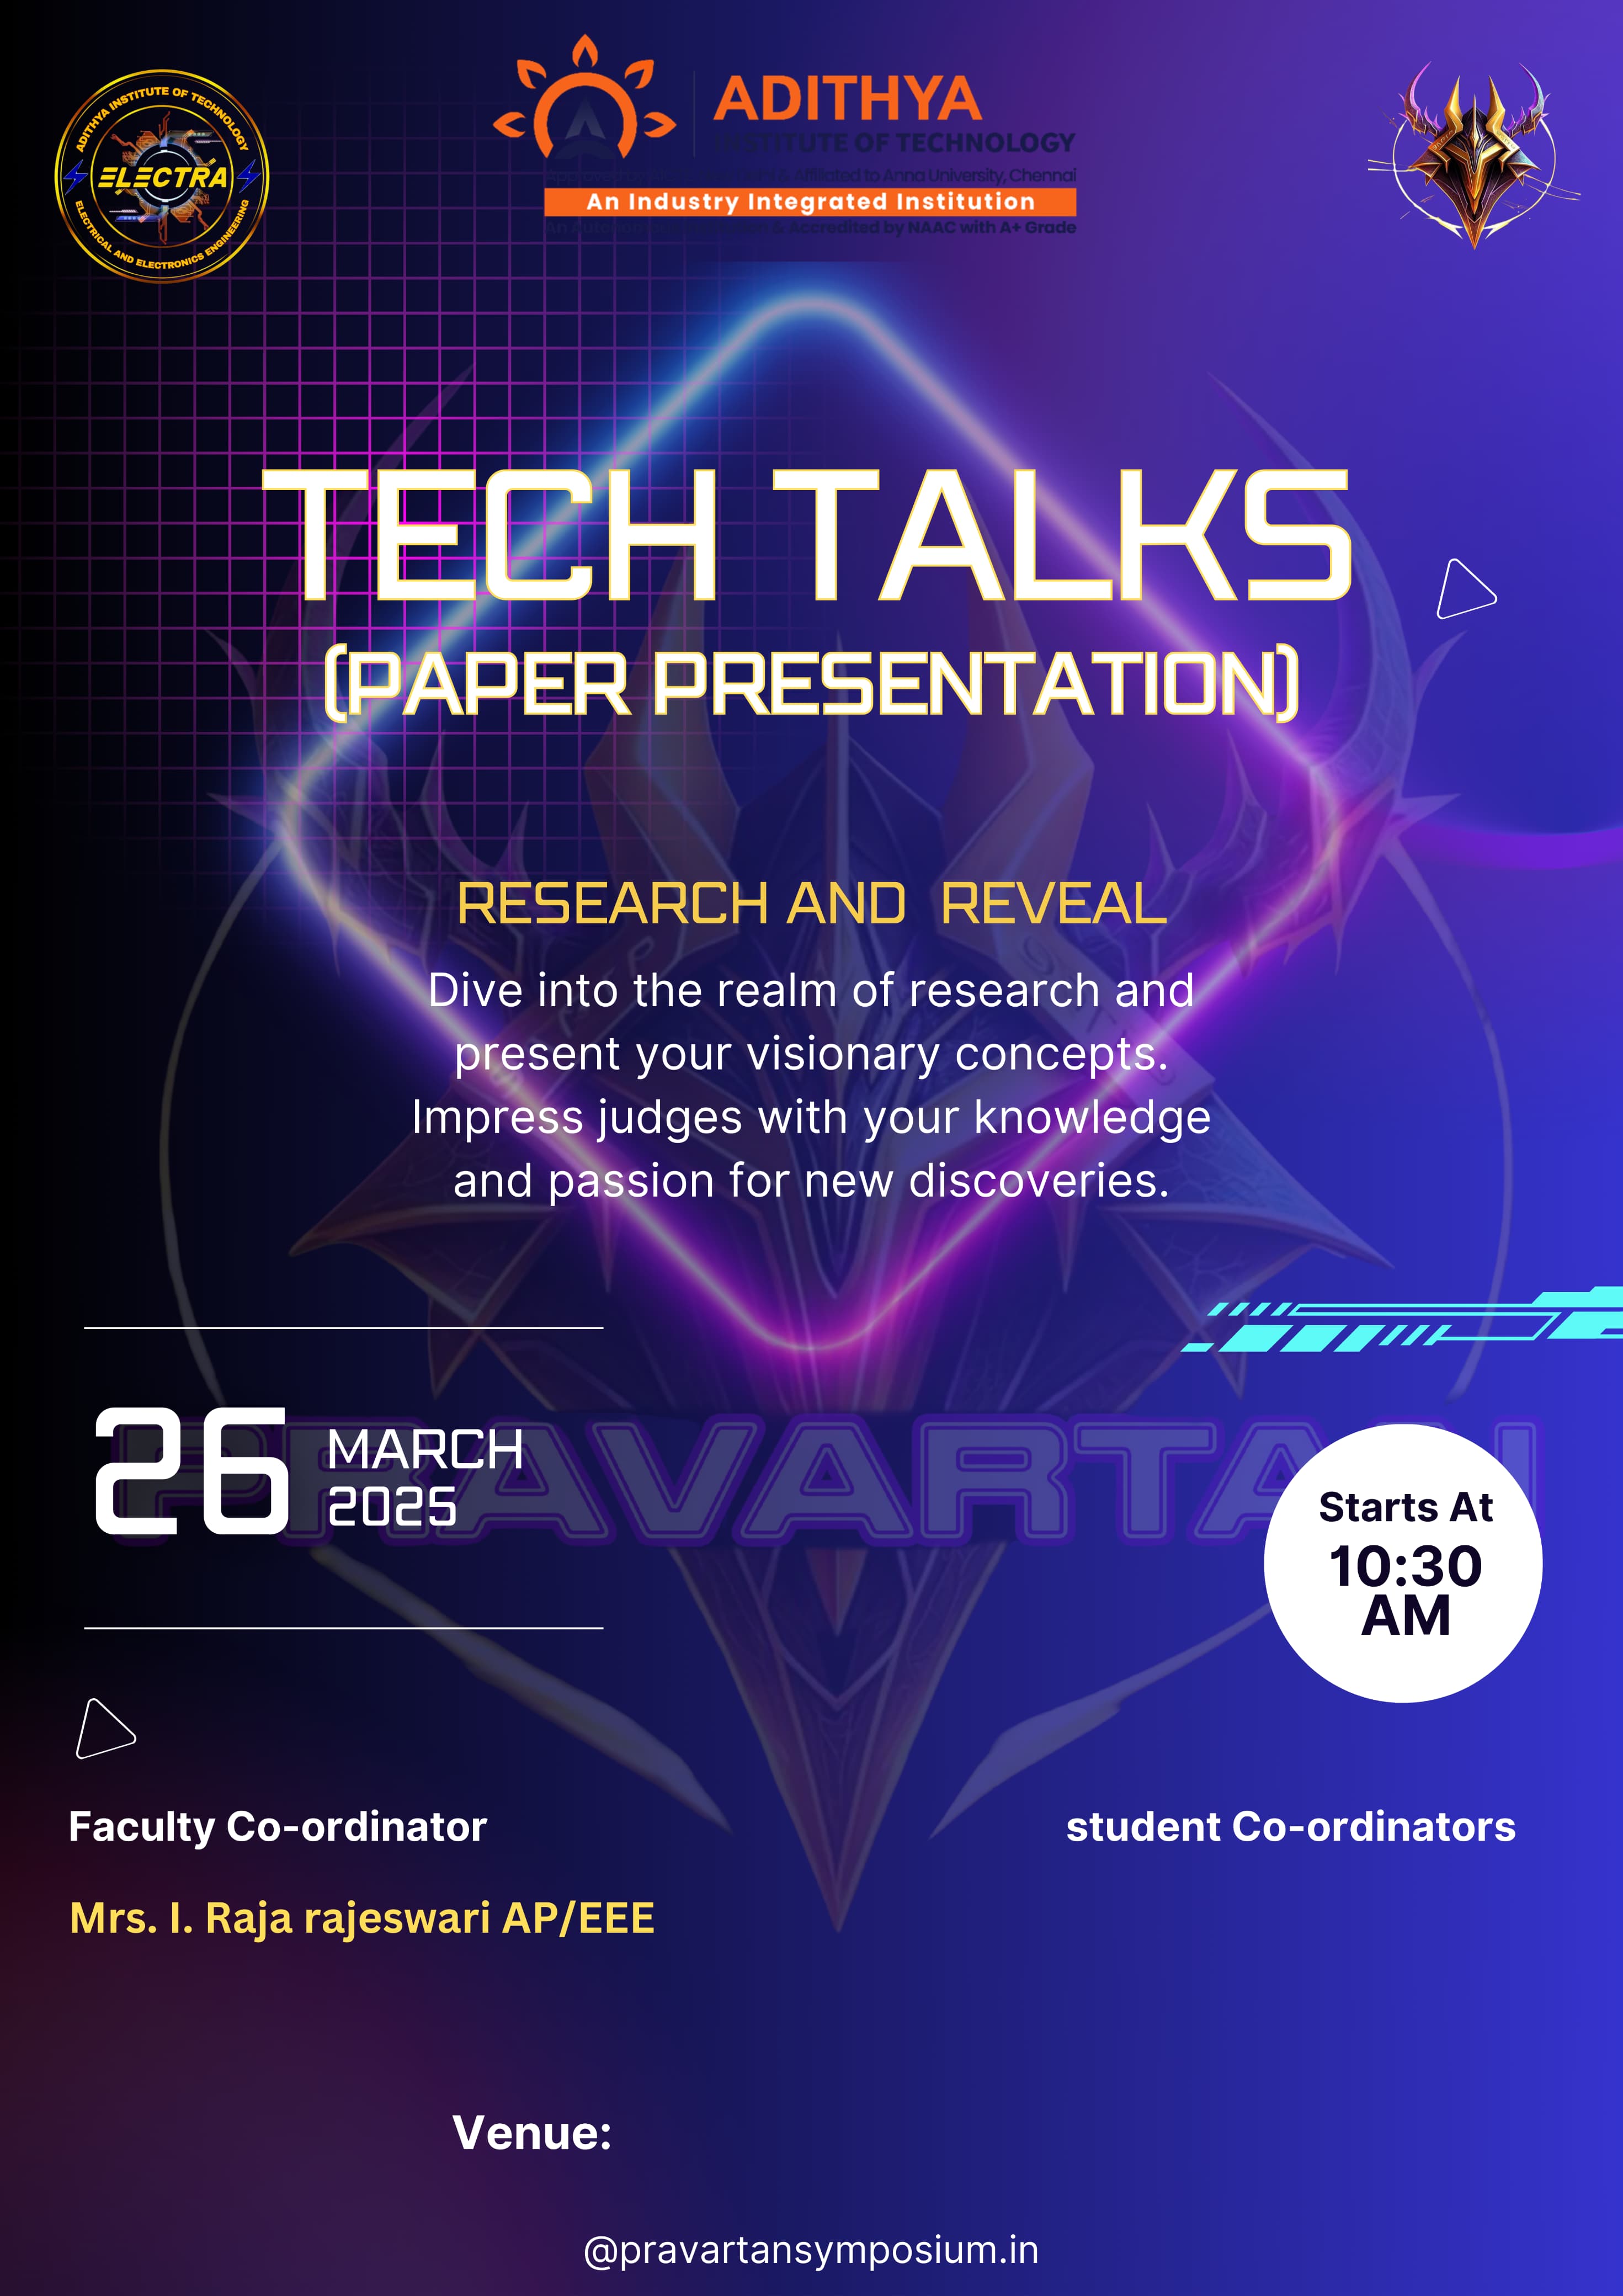 ADITHYA INSTITUTE OF TECHNOLOGY
ELECTRA
ELECTRICAL AND ELECTRONICS ENGINEERING
ADITHYA
INSTITUTE OF TECHNOLOGY
& Affiliated to Anna University, Chennai
An Industry Integrated Institution
& Accredited by NAAC with A+ Grade
TECH TALKS
(PAPER PRESENTATION)
RESEARCH AND REVEAL
Dive into the realm of research and
present your visionary concepts.
Impress judges with your knowledge
and passion for new discoveries.
PRAVARTAN
26
MARCH
2025
Starts At
10:30
AM
Faculty Co-ordinator
student Co-ordinators
Mrs. I. Raja rajeswari AP/EEE
Venue:
@pravartansymposium.in